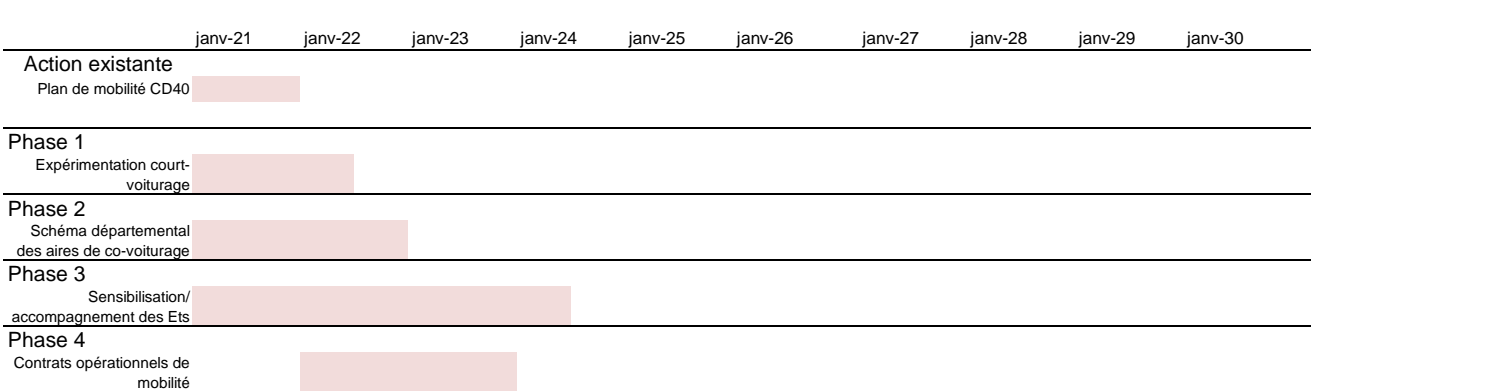 janv-21 janv-22 janv-23 janv-24 janv-25 janv-26 janv-27 janv-28 janv-29 janv-30
Action existante
Plan de mobilité CD40
Phase 1
Expérimentation court-
voiturage
Phase 2
Schéma départemental
des aires de co-voiturage
Phase 3
Sensibilisation/
accompagnement des Ets
Phase 4
Contrats opérationnels de
mobilité